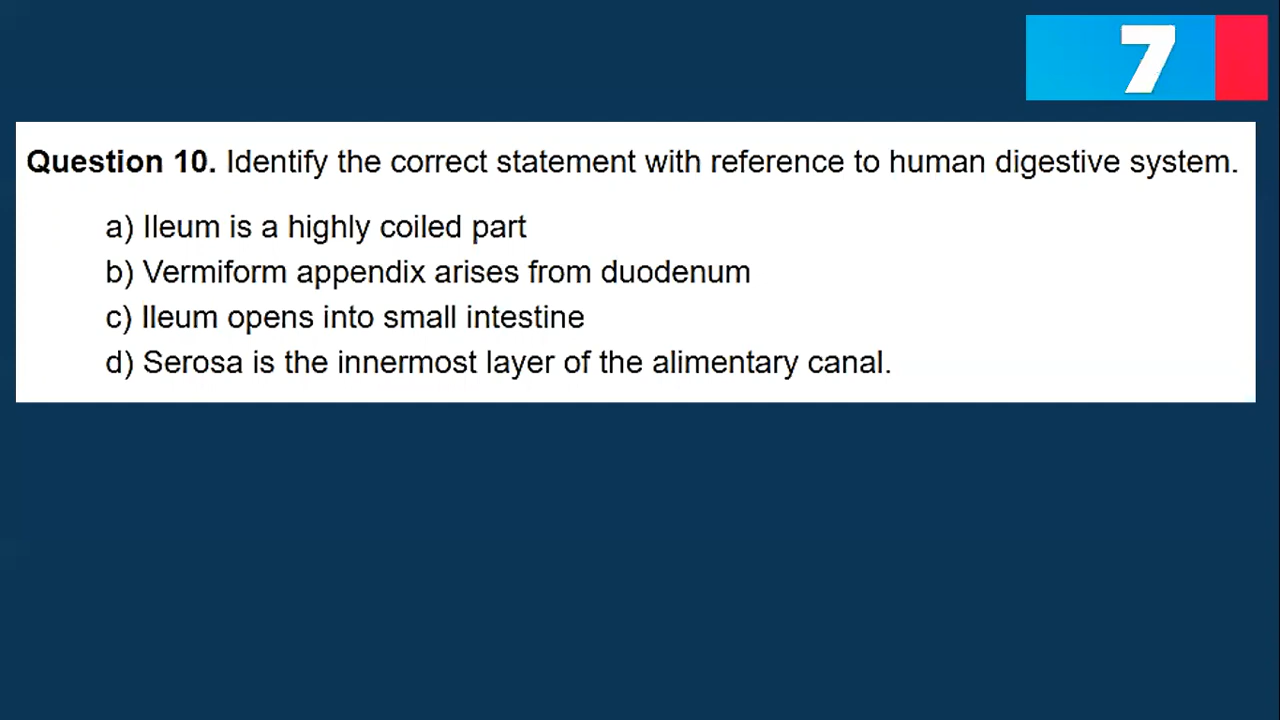 7
Question 10. Identify the correct statement with reference to human digestive system.
a) Ileum is a highly coiled part
b) Vermiform appendix arises from duodenum
c) Ileum opens into small intestine
d) Serosa is the innermost layer of the alimentary canal.